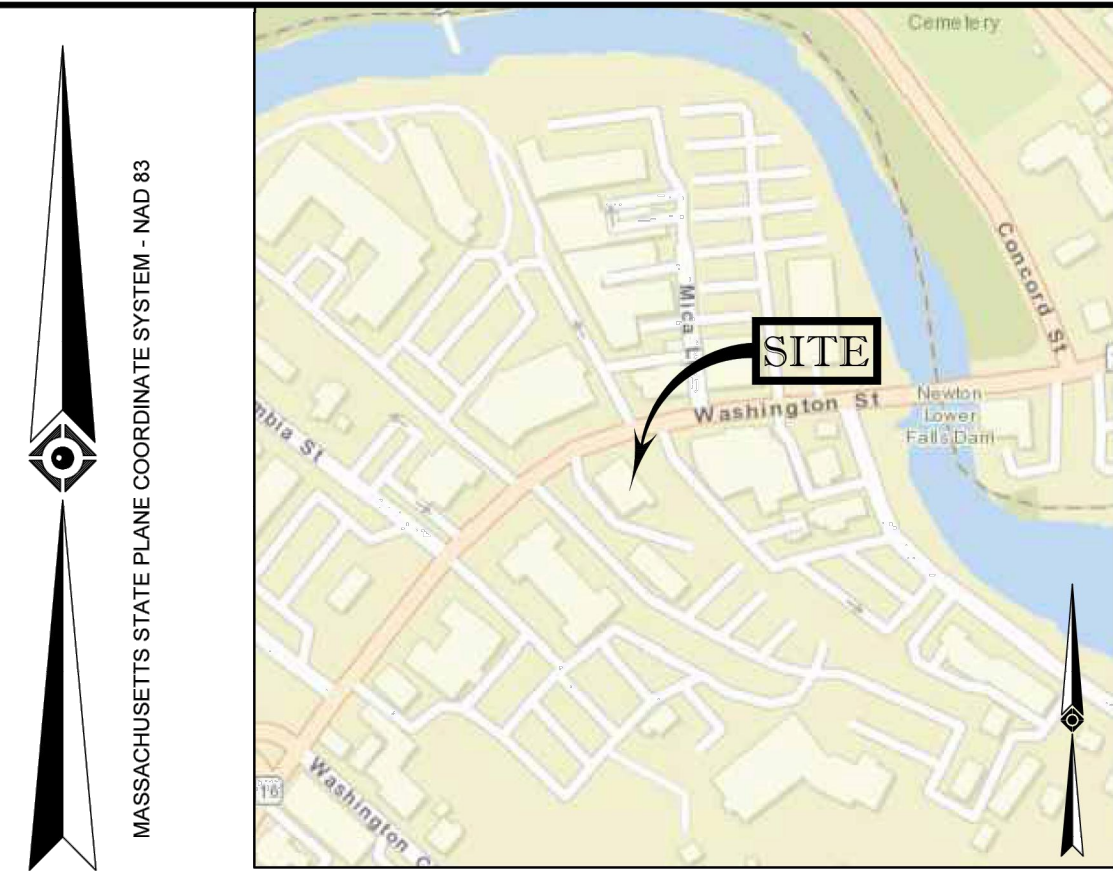 MASSACHUSETTS STATE PLANE COORDINATE SYSTEM - NAD 83
Cemetery
Concord St
Mica L
SITE
Washington St
Newton
Lower
Falls Dam
mbia St
16
Washington C